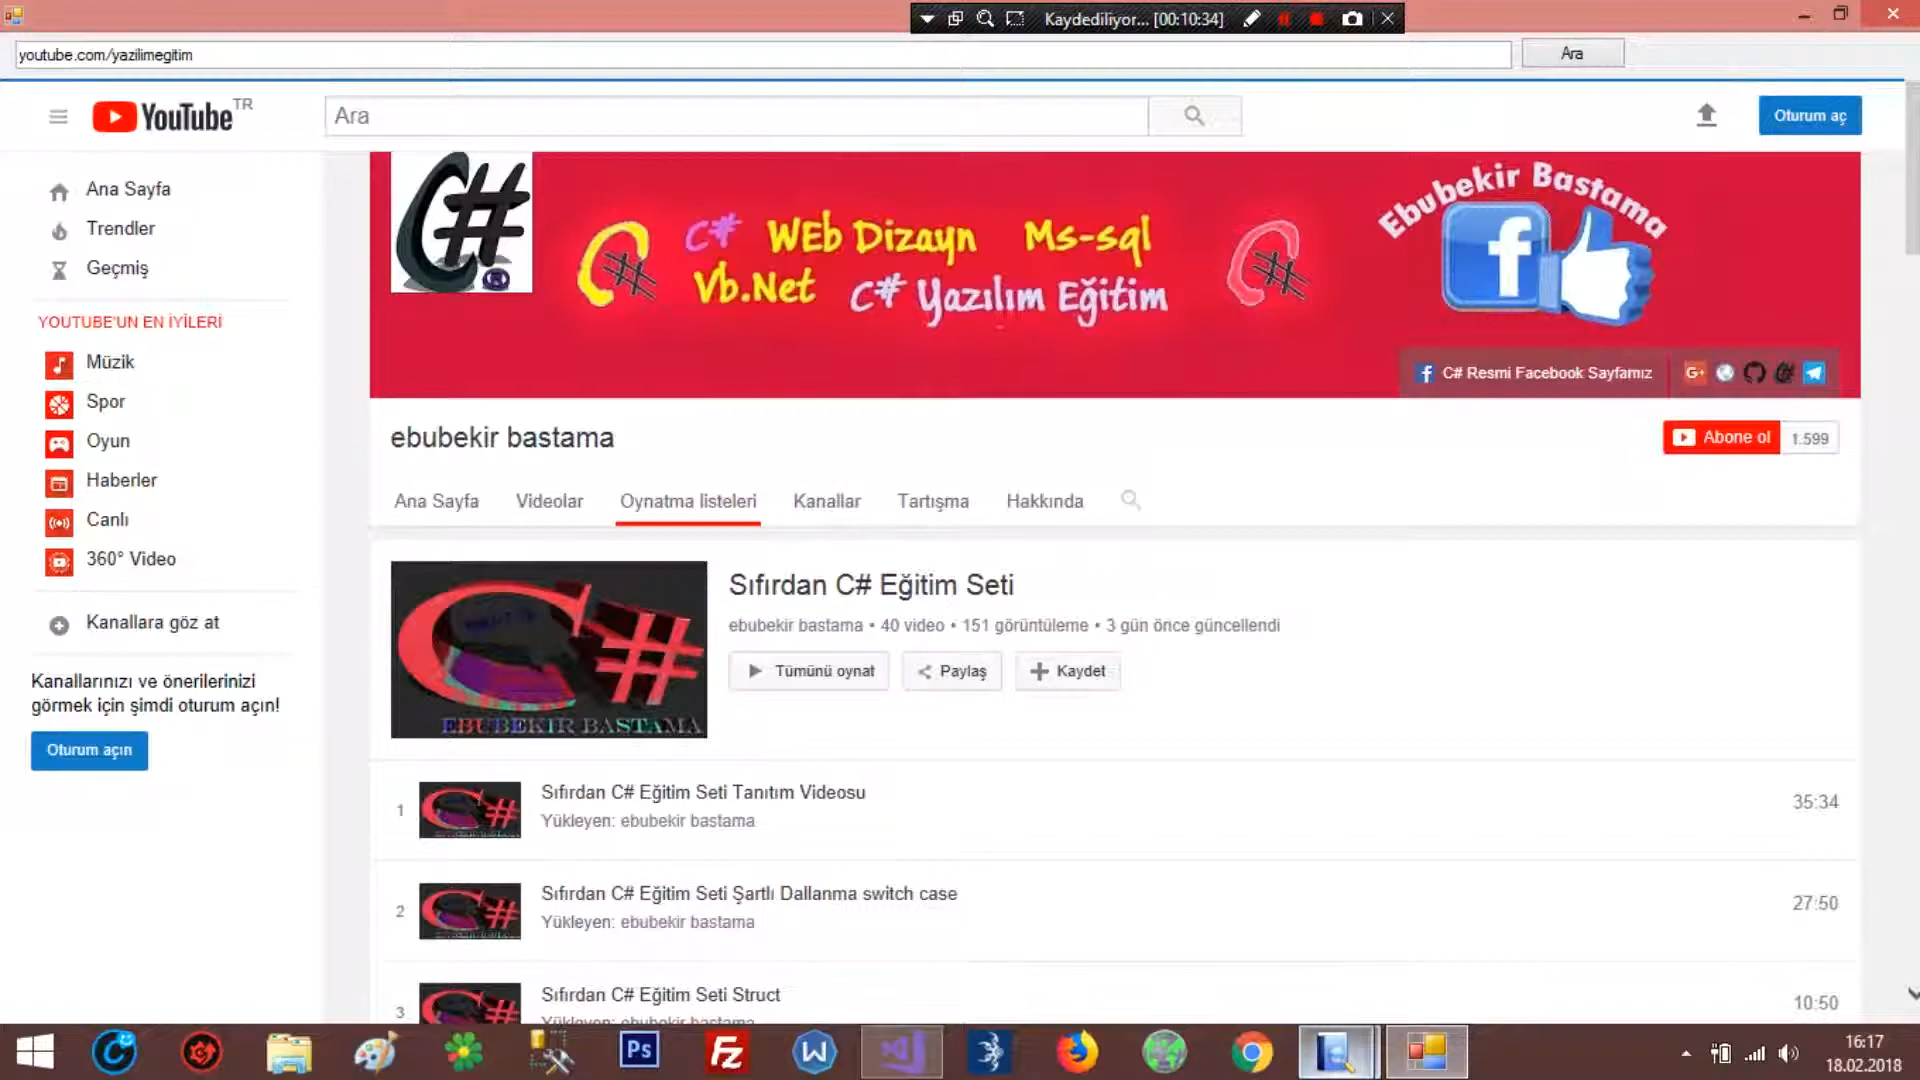 Kaydediliyor... [00:10:34]
youtube.com/yazilimegitim
Ara
YouTube TR
Ara
Oturum aç
Ana Sayfa
Trendler
Geçmiş
YOUTUBE'UN EN İYİLERİ
Müzik
Spor
Oyun
Haberler
Canlı
360° Video
Kanallara göz at
Kanallarınızı ve önerilerinizi
görmek için şimdi oturum açın!
Oturum açın
C#
C# WEb Dizayn Ms-sql
Vb.Net C# Yazılım Eğitim
C#
C#
Ebubekir Bastama
f
C# Resmi Facebook Sayfamız
G+
ebubekir bastama
Abone ol 1.599
Ana Sayfa Videolar Oynatma listeleri Kanallar Tartışma Hakkında
C#
EBUBEKIR BASTAMA
Sıfırdan C# Eğitim Seti
ebubekir bastama • 40 video • 151 görüntüleme • 3 gün önce güncellendi
Tümünü oynat Paylaş Kaydet
1
Sıfırdan C# Eğitim Seti Tanıtım Videosu
Yükleyen: ebubekir bastama
35:34
2
Sıfırdan C# Eğitim Seti Şartlı Dallanma switch case
Yükleyen: ebubekir bastama
27:50
3
Sıfırdan C# Eğitim Seti Struct
Yükleyen: ebubekir bastama
10:50
Ps
Fz
W
16:17
18.02.2018